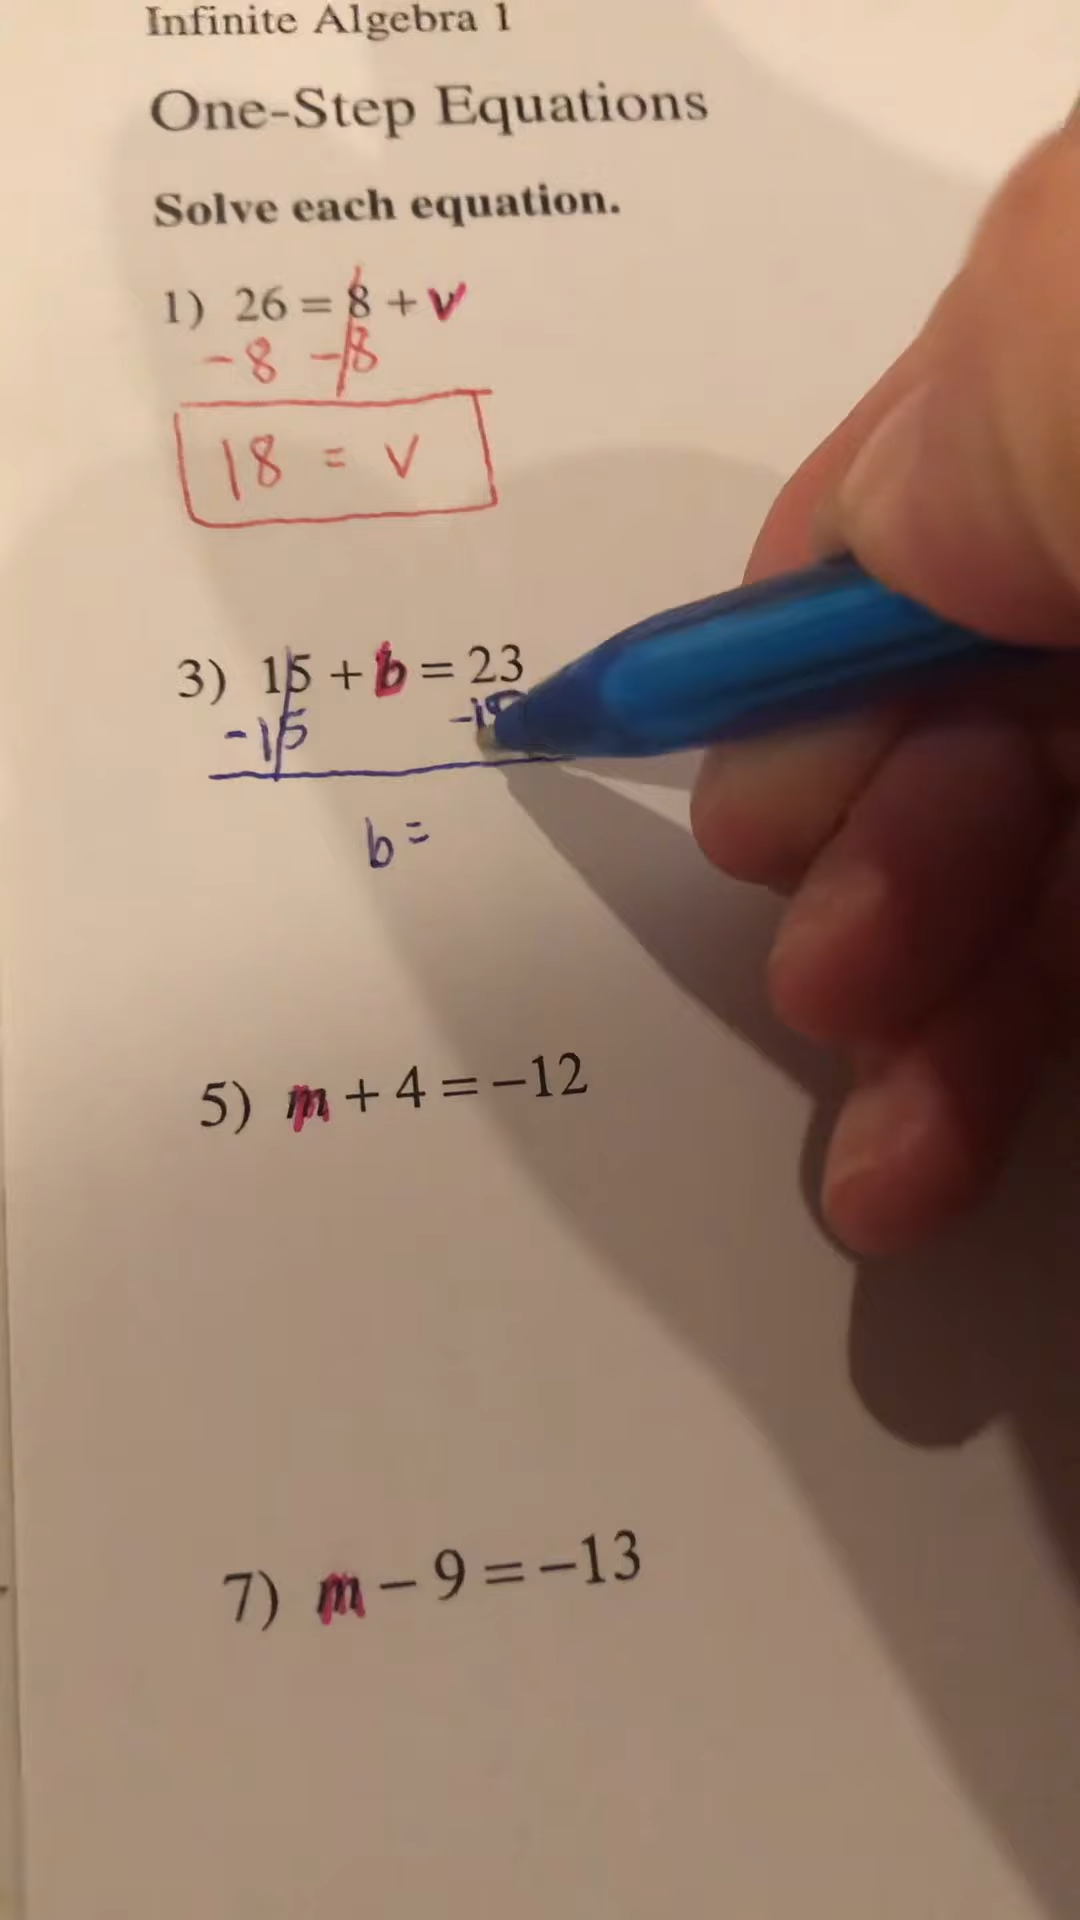 Infinite Algebra 1
One-Step Equations
Solve each equation.
1) 26 = 8 + v
-8 -8
18 = v
3) 15 + b = 23
-15
b =
5) m + 4 = −12
7) m − 9 = −13